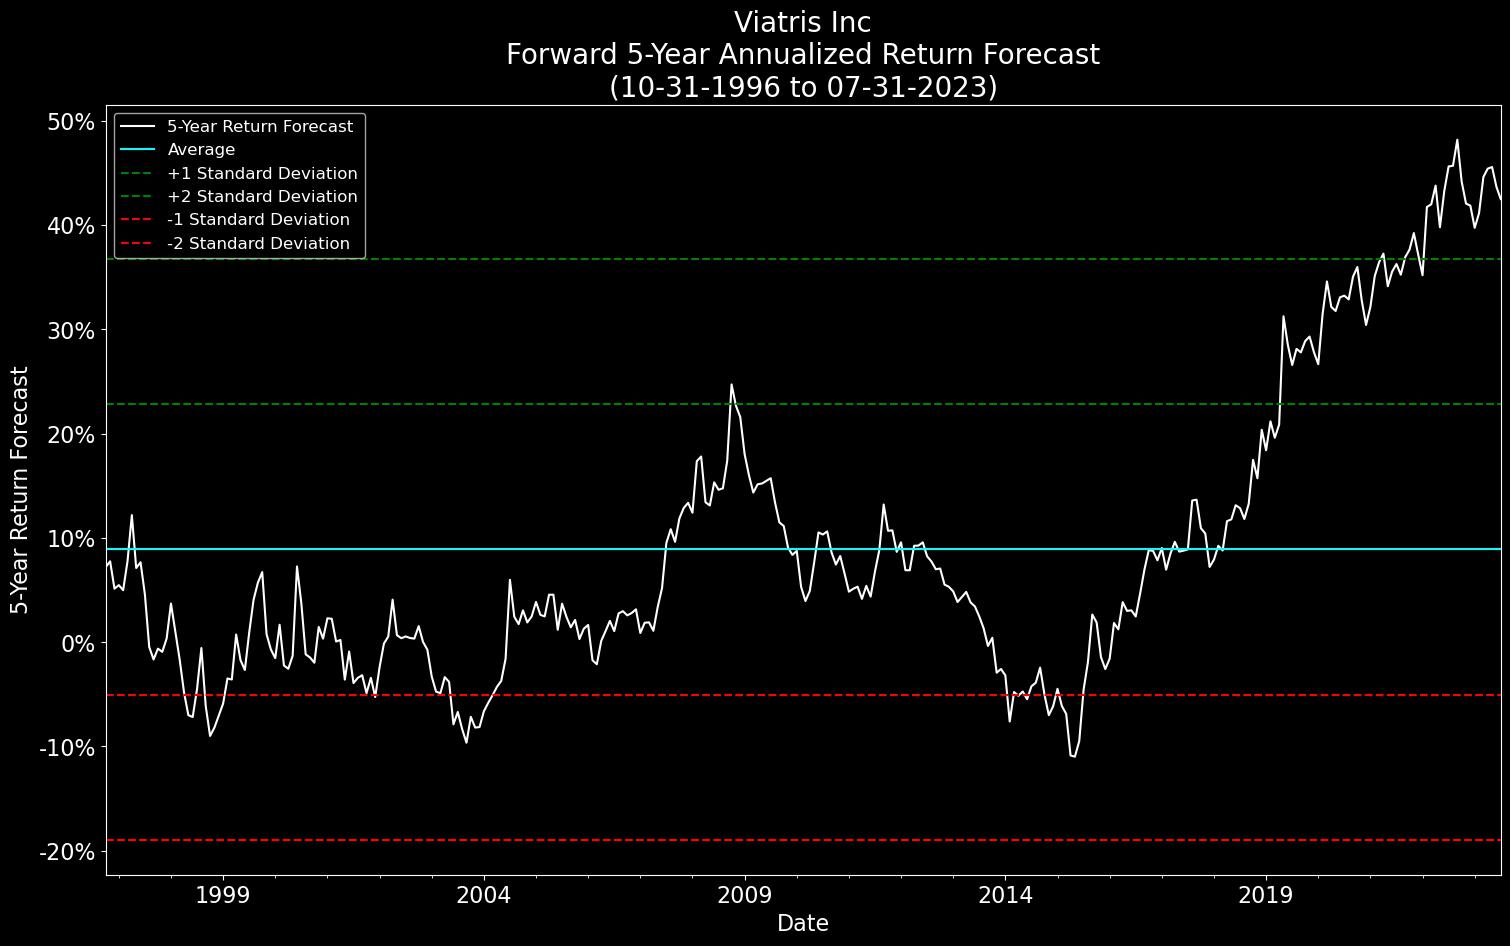 Viatris Inc
Forward 5-Year Annualized Return Forecast
(10-31-1996 to 07-31-2023)
5-Year Return Forecast
Average
+1 Standard Deviation
+2 Standard Deviation
-1 Standard Deviation
-2 Standard Deviation
5-Year Return Forecast
50%
40%
30%
20%
10%
0%
-10%
-20%
1999
2004
2009
2014
2019
Date